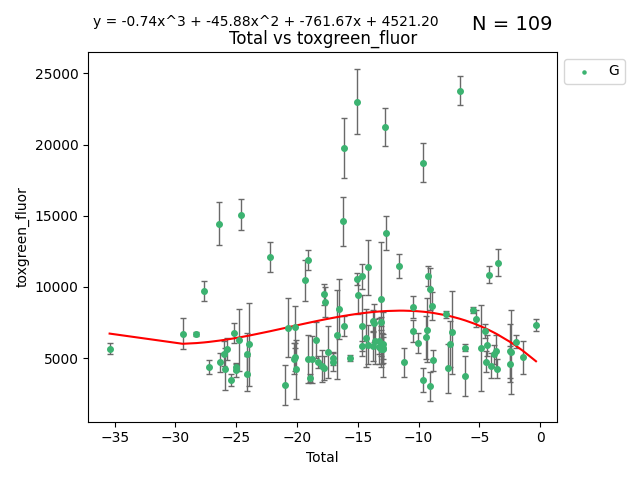 y = -0.74x^3 + -45.88x^2 + -761.67x + 4521.20
N = 109
Total vs toxgreen_fluor
G
25000
20000
15000
10000
5000
toxgreen_fluor
−35 −30 −25 −20 −15 −10 −5 0
Total